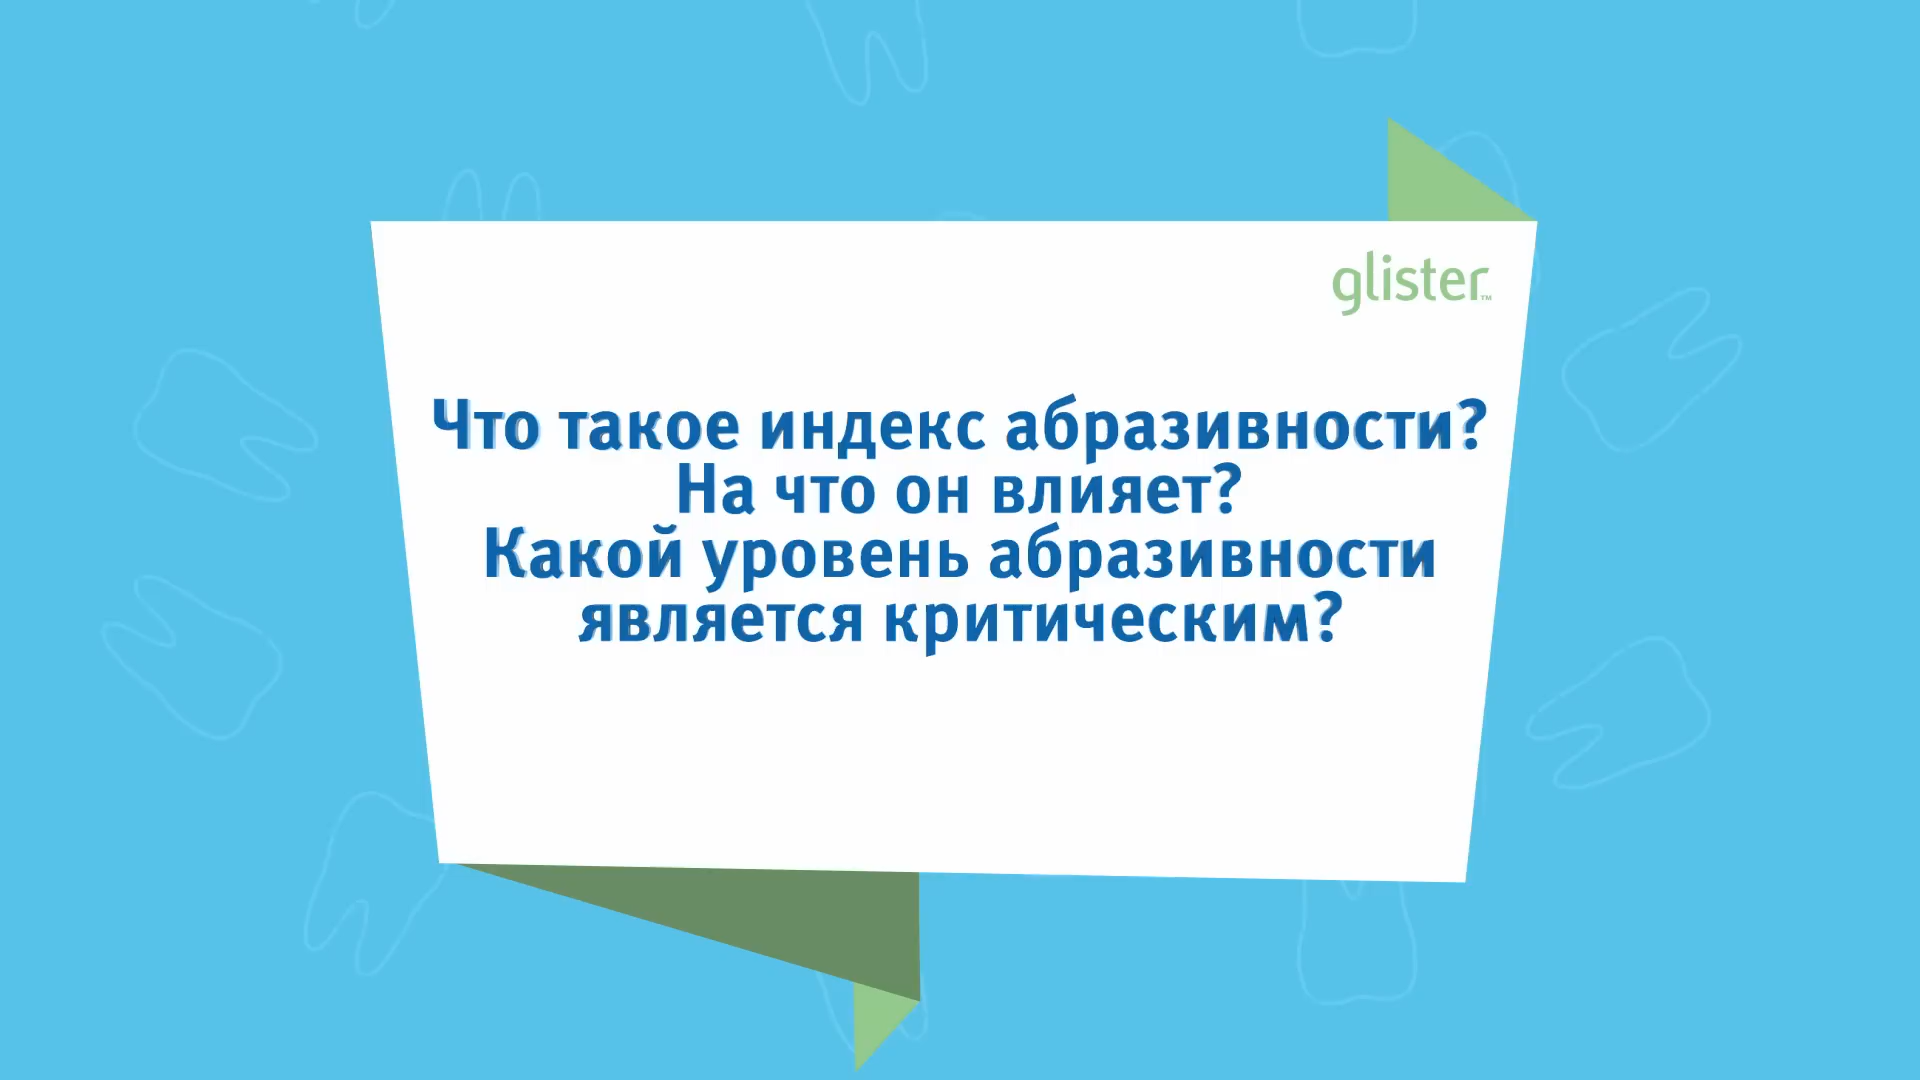 glister™
Что такое индекс абразивности?
На что он влияет?
Какой уровень абразивности
является критическим?